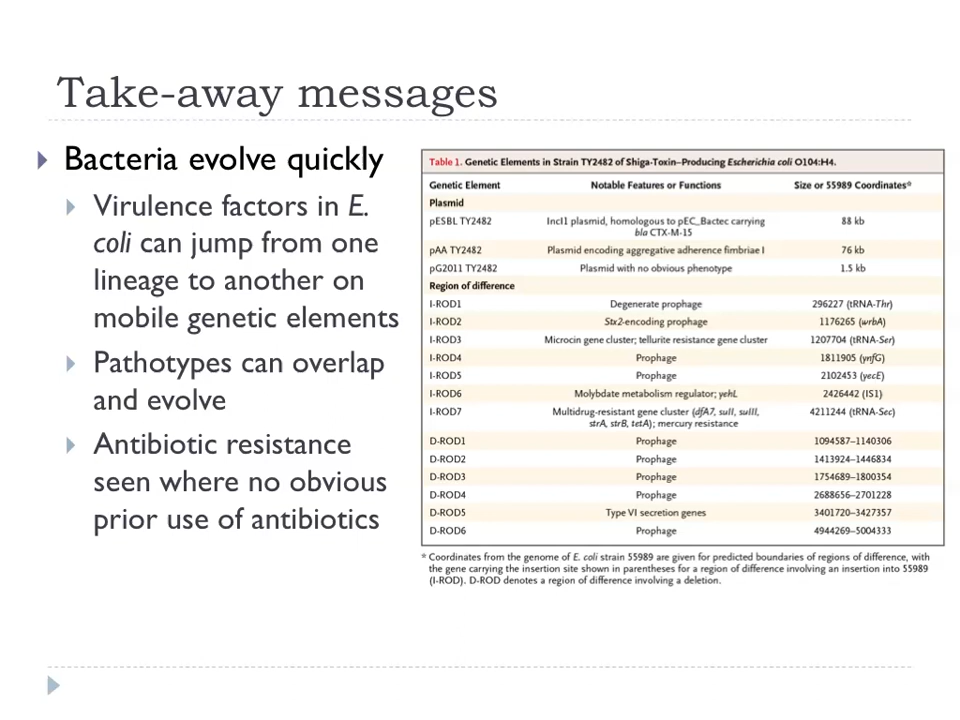 Take-away messages
Bacteria evolve quickly
Virulence factors in E.
coli can jump from one
lineage to another on
mobile genetic elements
Pathotypes can overlap
and evolve
Antibiotic resistance
seen where no obvious
prior use of antibiotics
Table 1. Genetic Elements in Strain TY2482 of Shiga-Toxin–Producing Escherichia coli O104:H4.
Genetic Element Notable Features or Functions Size or 55989 Coordinates*
Plasmid
pESBL TY2482 IncI1 plasmid, homologous to pEC_Bactec carrying 88 kb
bla CTX-M-15
pAA TY2482 Plasmid encoding aggregative adherence fimbriae I 76 kb
pG2011 TY2482 Plasmid with no obvious phenotype 1.5 kb
Region of difference
I-ROD1 Degenerate prophage 296227 (tRNA-Thr)
I-ROD2 Stx2-encoding prophage 1176265 (wrbA)
I-ROD3 Microcin gene cluster; tellurite resistance gene cluster 1207704 (tRNA-Ser)
I-ROD4 Prophage 1811905 (ynfG)
I-ROD5 Prophage 2102453 (yecE)
I-ROD6 Molybdate metabolism regulator; yehL 2426442 (IS1)
I-ROD7 Multidrug-resistant gene cluster (dfA7, sulI, sulII, 4211244 (tRNA-Sec)
strA, strB, tetA); mercury resistance
D-ROD1 Prophage 1094587–1140306
D-ROD2 Prophage 1413924–1446834
D-ROD3 Prophage 1754689–1800354
D-ROD4 Prophage 2688656–2701228
D-ROD5 Type VI secretion genes 3401720–3427357
D-ROD6 Prophage 4944269–5004333
* Coordinates from the genome of E. coli strain 55989 are given for predicted boundaries of regions of difference, with
the gene carrying the insertion site shown in parentheses for a region of difference involving an insertion into 55989
(I-ROD). D-ROD denotes a region of difference involving a deletion.